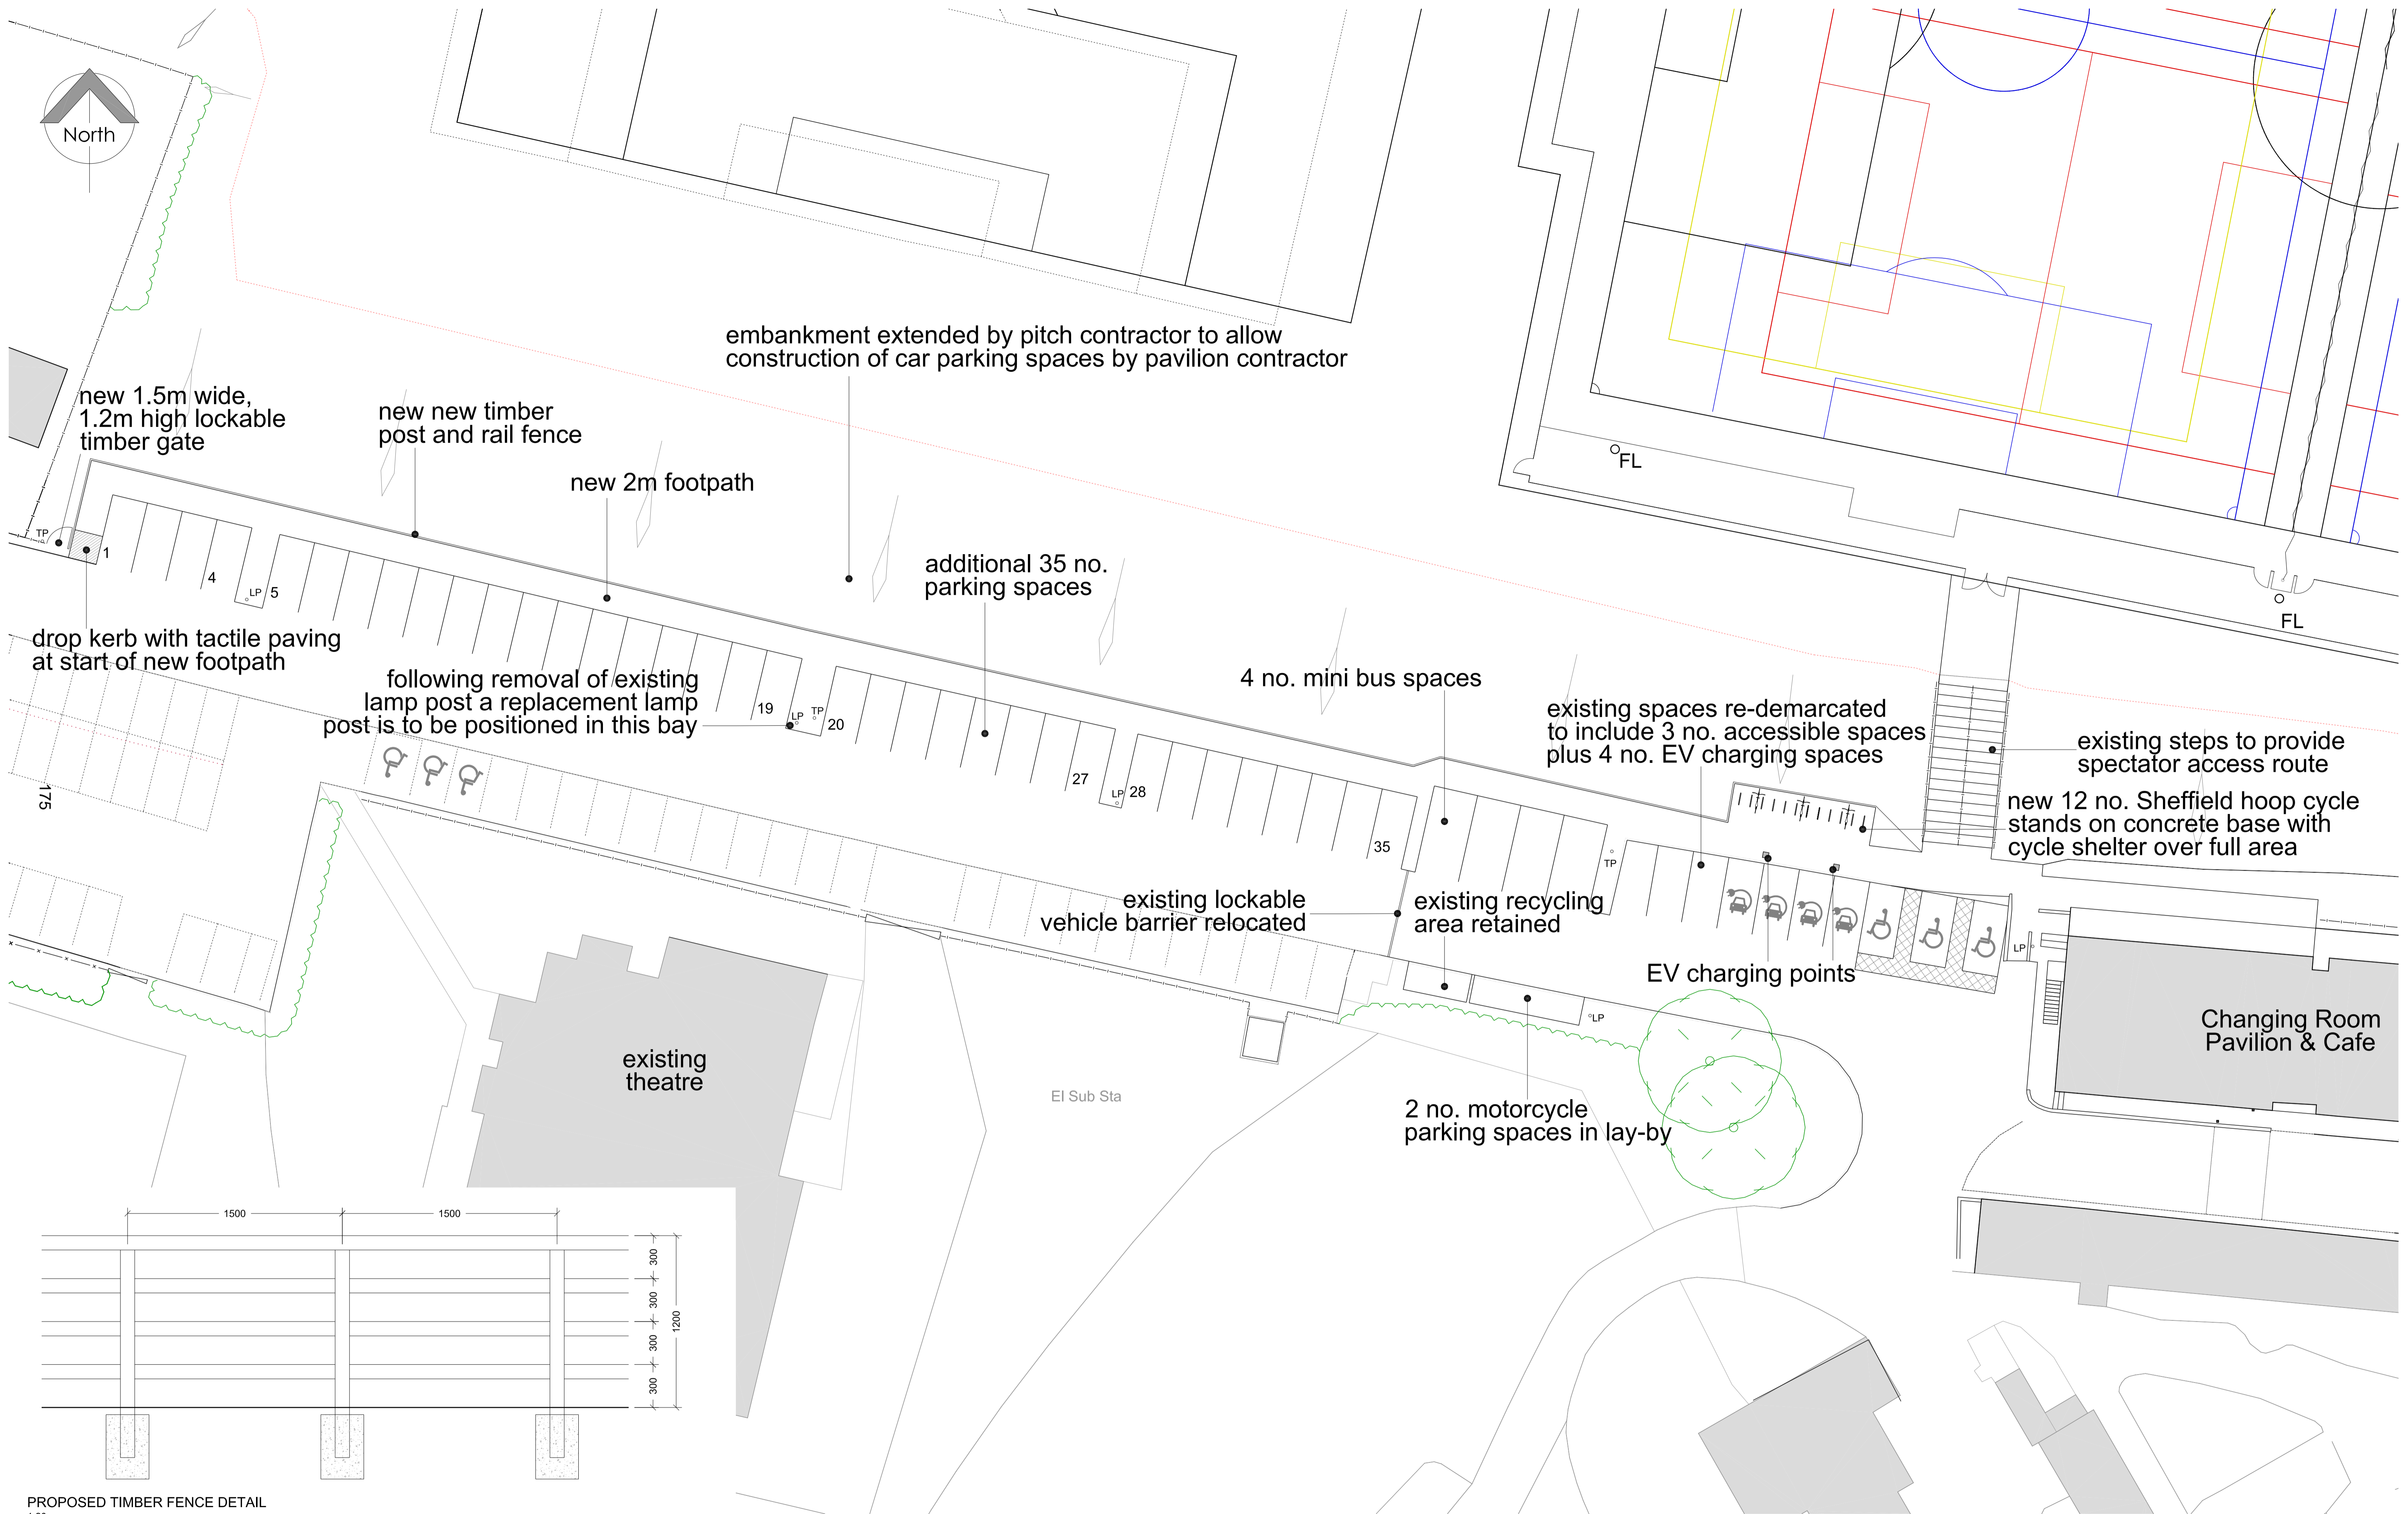 North
embankment extended by pitch contractor to allow
construction of car parking spaces by pavilion contractor
new 1.5m wide,
1.2m high lockable
timber gate
new new timber
post and rail fence
new 2m footpath
FL
FL
TP
1
4
LP
5
additional 35 no.
parking spaces
drop kerb with tactile paving
at start of new footpath
following removal of existing
lamp post a replacement lamp
post is to be positioned in this bay
19
LP
TP
20
4 no. mini bus spaces
existing spaces re-demarcated
to include 3 no. accessible spaces
plus 4 no. EV charging spaces
existing steps to provide
spectator access route
new 12 no. Sheffield hoop cycle
stands on concrete base with
cycle shelter over full area
175
27
LP
28
35
TP
existing lockable
vehicle barrier relocated
existing recycling
area retained
EV charging points
LP
LP
Changing Room
Pavilion & Cafe
existing
theatre
El Sub Sta
2 no. motorcycle
parking spaces in lay-by
1500
1500
300
300
300
300
1200
PROPOSED TIMBER FENCE DETAIL